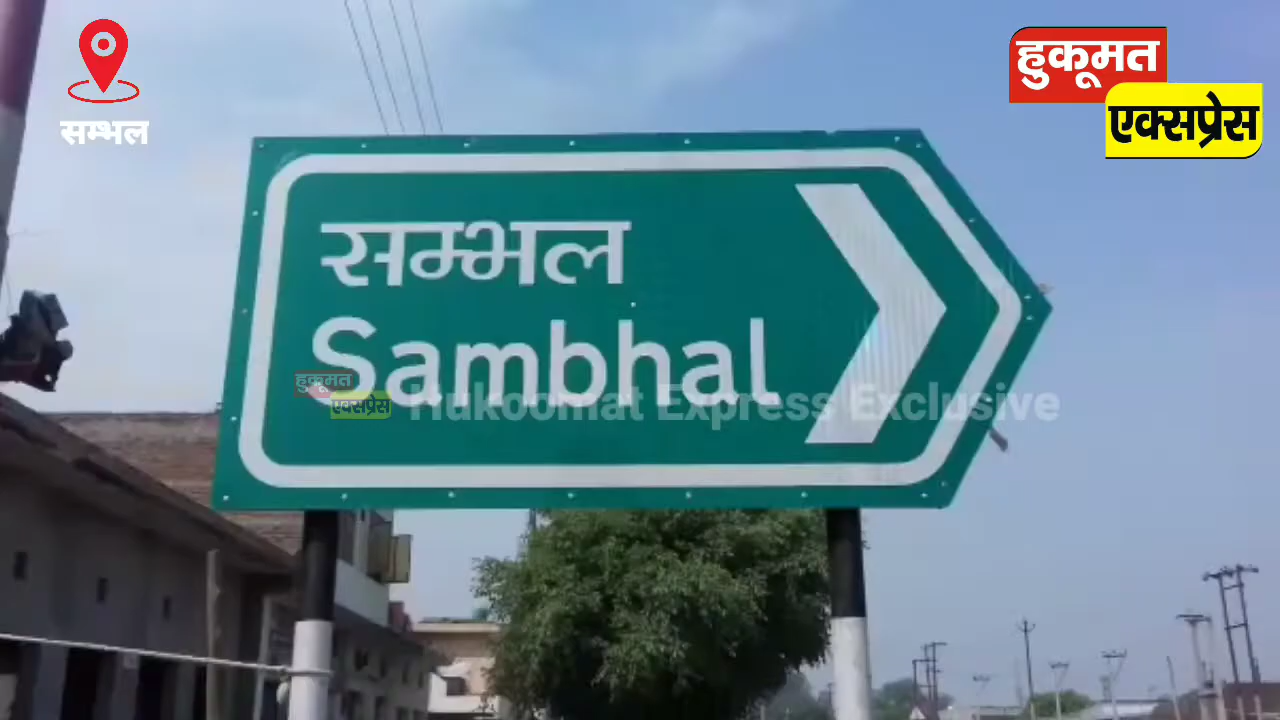 सम्भल
हुकूमत
एक्सप्रेस
सम्भल
Sambhal
हुकूमत
एक्सप्रेस
Hukoomat Express Exclusive